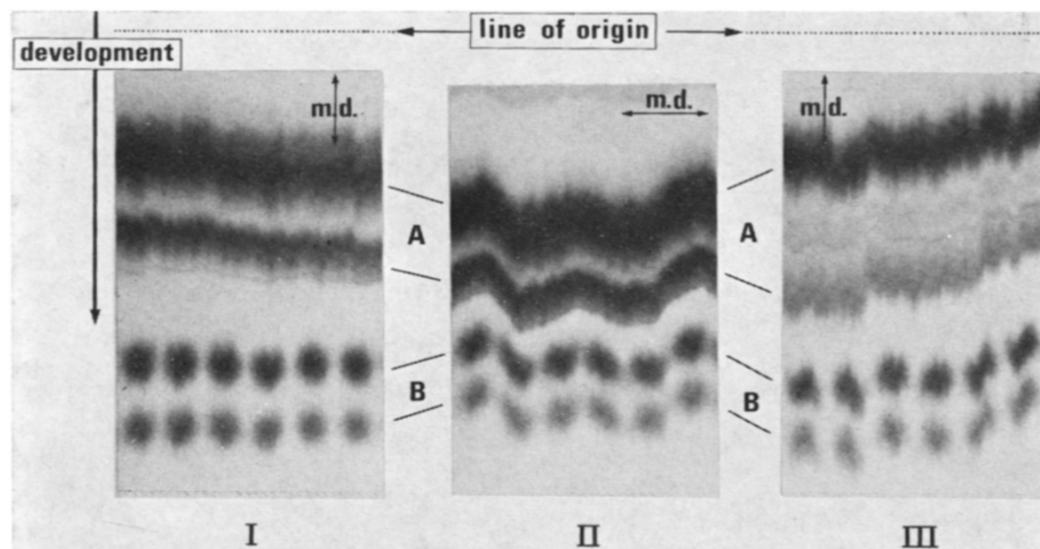 line of origin
development
m.d.
m.d.
m.d.
A
A
B
B
I
II
III